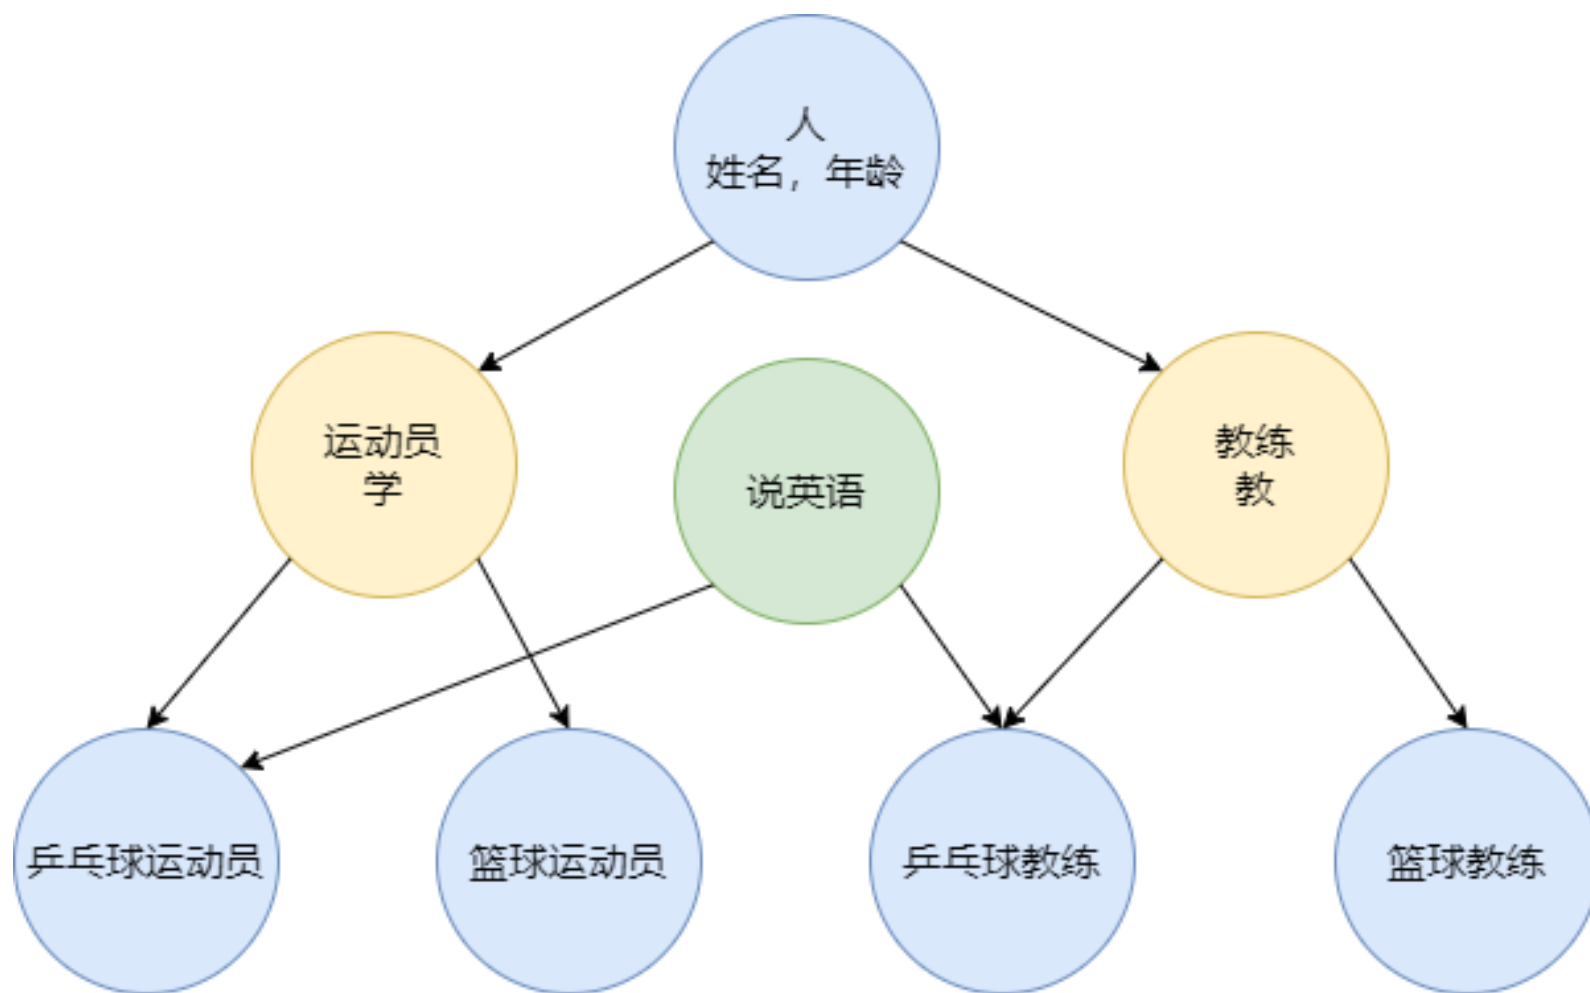 人
姓名，年龄
运动员
学
说英语
教练
教
乒乓球运动员
篮球运动员
乒乓球教练
篮球教练